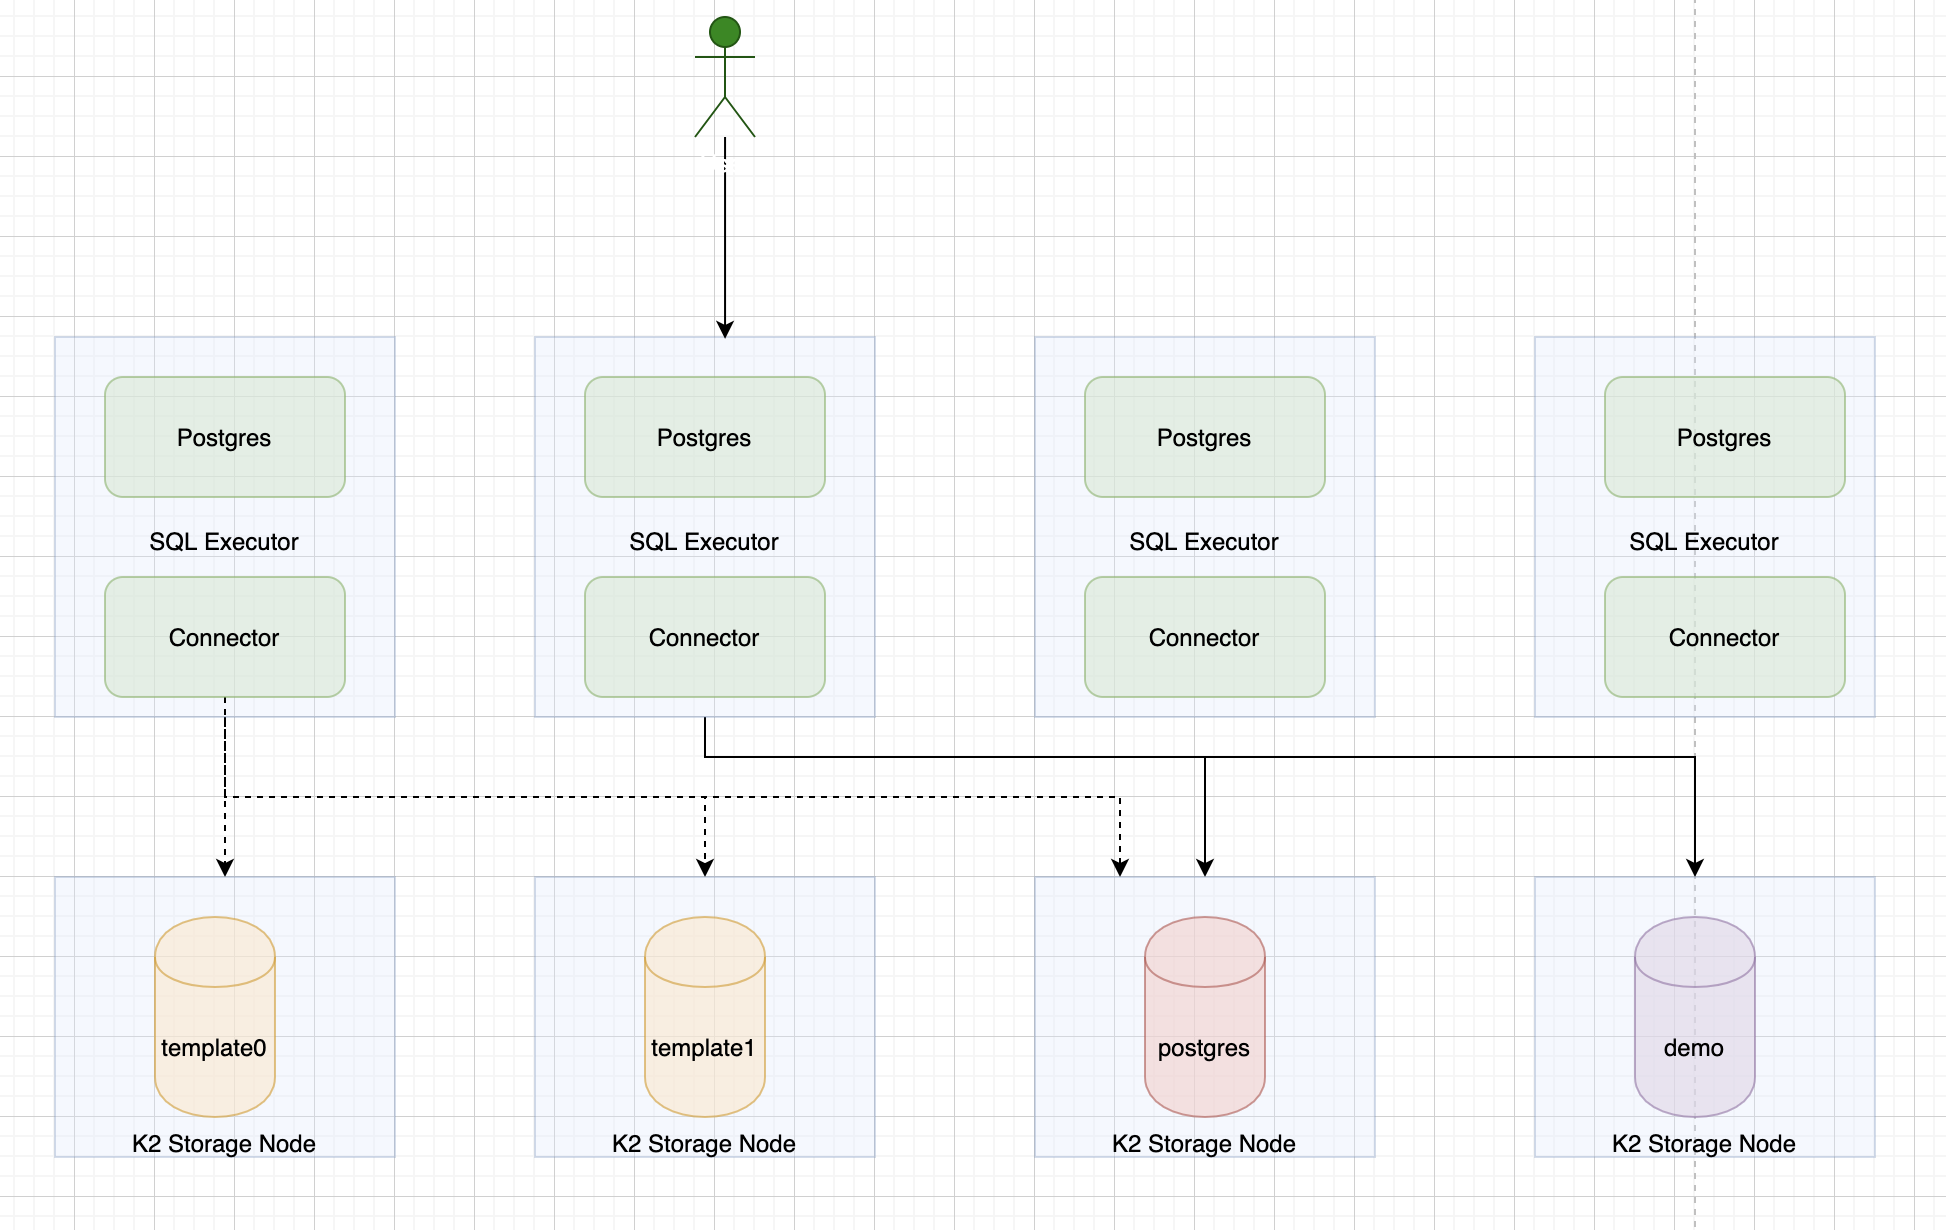 Postgres
Postgres
Postgres
Postgres
SQL Executor
SQL Executor
SQL Executor
SQL Executor
Connector
Connector
Connector
Connector
template0
template1
postgres
demo
K2 Storage Node
K2 Storage Node
K2 Storage Node
K2 Storage Node